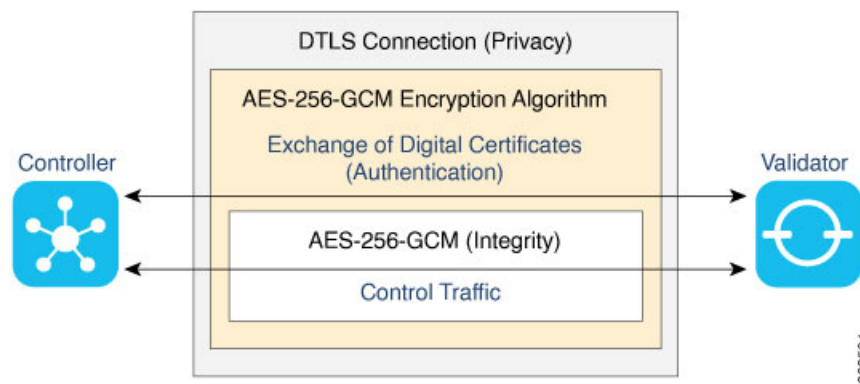 DTLS Connection (Privacy)
AES-256-GCM Encryption Algorithm
Exchange of Digital Certificates
(Authentication)
Controller
Validator
AES-256-GCM (Integrity)
Control Traffic